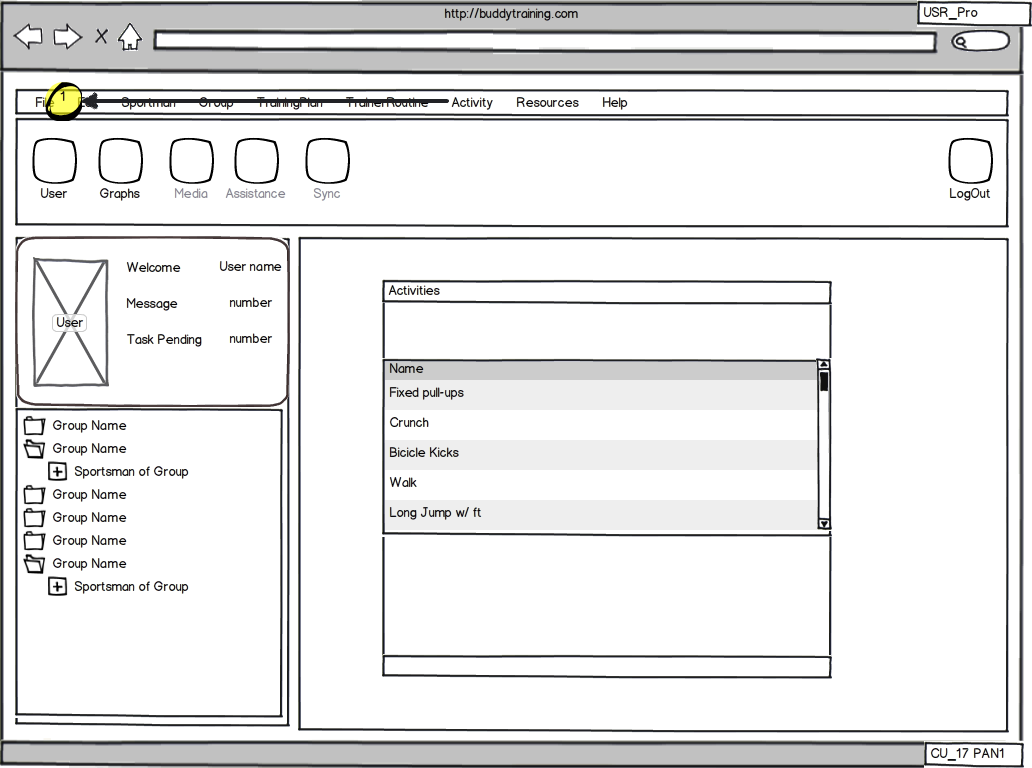 http://buddytraining.com
USR_Pro
1
File Sportman Group TrainingPlan TrainerRoutine Activity Resources Help
User Graphs Media Assistance Sync LogOut
Welcome User name
Message number
User
Task Pending number
Activities
Name
Fixed pull-ups
Crunch
Bicicle Kicks
Walk
Long Jump w/ ft
Group Name
Group Name
Sportsman of Group
Group Name
Group Name
Group Name
Group Name
Sportsman of Group
CU_17 PAN1